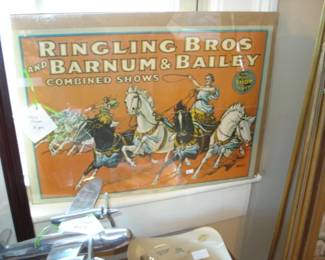 RINGLING BROS
AND BARNUM & BAILEY
COMBINED SHOWS